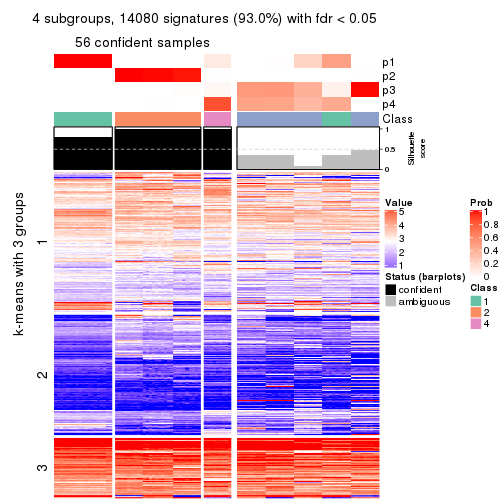 4 subgroups, 14080 signatures (93.0%) with fdr < 0.05
56 confident samples
p1
p2
p3
p4
Class
1
0.5
0
Silhouette
score
k-means with 3 groups
1
2
3
Value
5
4
3
2
1
Status (barplots)
confident
ambiguous
Prob
1
0.8
0.6
0.4
0.2
0
Class
1
2
4